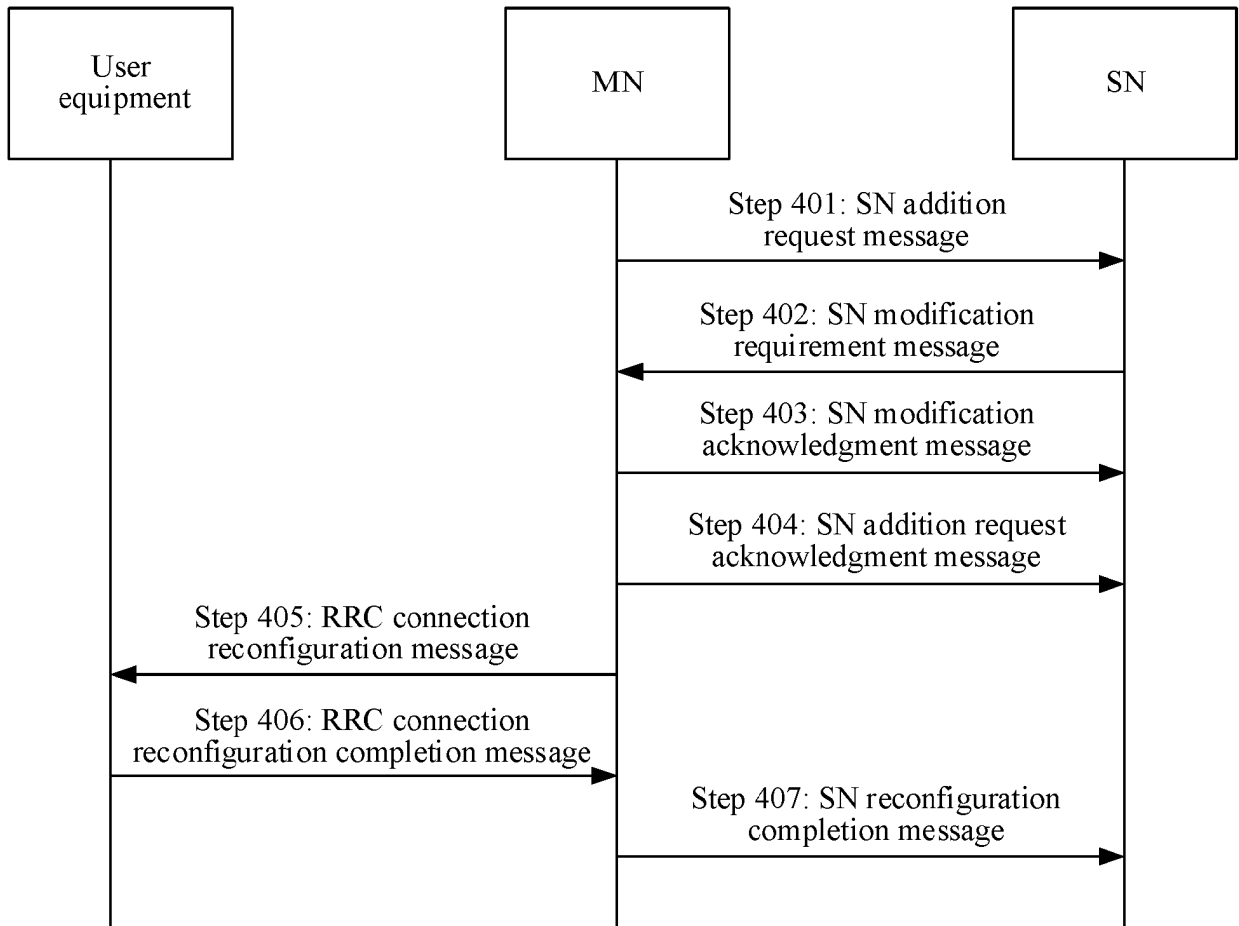 User
equipment
MN
SN
Step 401: SN addition
request message
Step 402: SN modification
requirement message
Step 403: SN modification
acknowledgment message
Step 404: SN addition request
acknowledgment message
Step 405: RRC connection
reconfiguration message
Step 406: RRC connection
reconfiguration completion message
Step 407: SN reconfiguration
completion message